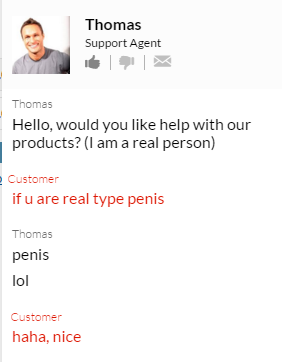 Thomas
Support Agent
Thomas
Hello, would you like help with our
products? (I am a real person)
Customer
if u are real type penis
Thomas
penis
lol
Customer
haha, nice